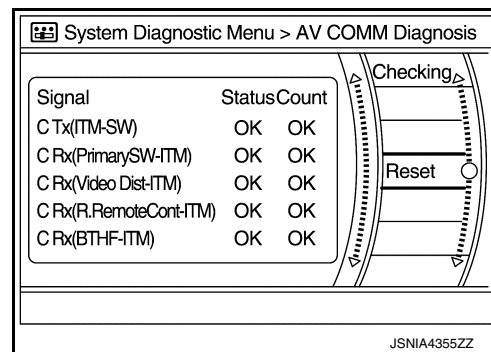 System Diagnostic Menu > AV COMM Diagnosis
Checking
Signal Status Count
C Tx(ITM-SW) OK OK
C Rx(PrimarySW-ITM) OK OK
C Rx(Video Dist-ITM) OK OK
Reset
C Rx(R.RemoteCont-ITM) OK OK
C Rx(BTHF-ITM) OK OK
JSNIA4355ZZ